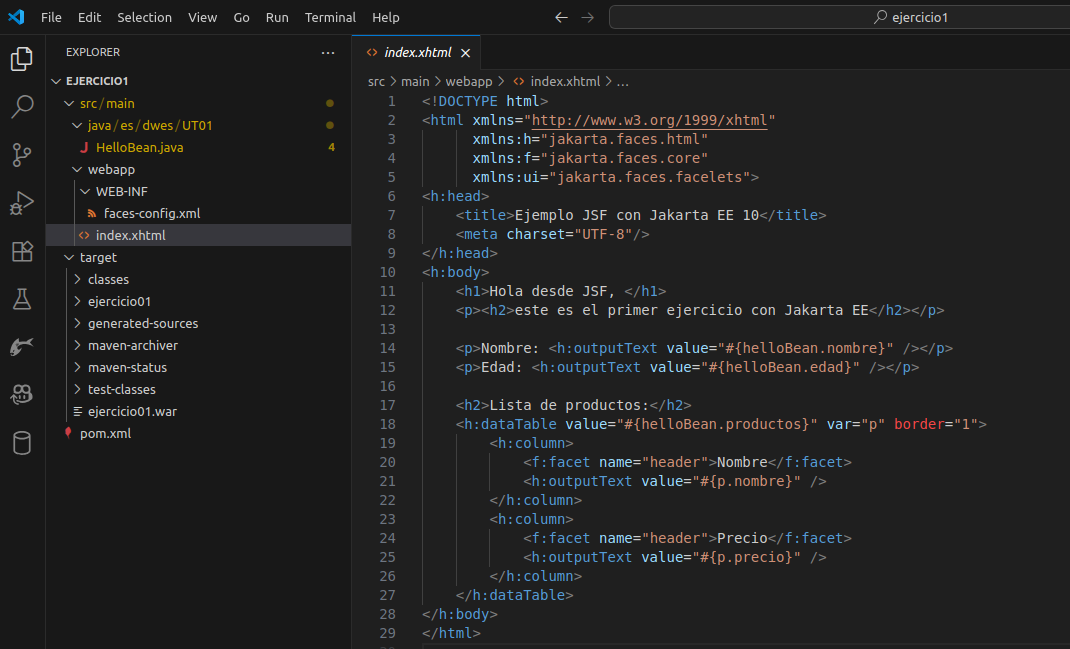 File Edit Selection View Go Run Terminal Help
ejercicio1
EXPLORER
EJERCICIO1
src/main
java/es/dwes/UT01
J HelloBean.java 4
webapp
WEB-INF
faces-config.xml
index.xhtml
target
classes
ejercicio01
generated-sources
maven-archiver
maven-status
test-classes
ejercicio01.war
pom.xml
index.xhtml
src > main > webapp > index.xhtml > ...
1 <!DOCTYPE html>
2 <html xmlns="http://www.w3.org/1999/xhtml"
3 xmlns:h="jakarta.faces.html"
4 xmlns:f="jakarta.faces.core"
5 xmlns:ui="jakarta.faces.facelets">
6 <h:head>
7 <title>Ejemplo JSF con Jakarta EE 10</title>
8 <meta charset="UTF-8"/>
9 </h:head>
10 <h:body>
11 <h1>Hola desde JSF, </h1>
12 <p><h2>este es el primer ejercicio con Jakarta EE</h2></p>
13
14 <p>Nombre: <h:outputText value="#{helloBean.nombre}" /></p>
15 <p>Edad: <h:outputText value="#{helloBean.edad}" /></p>
16
17 <h2>Lista de productos:</h2>
18 <h:dataTable value="#{helloBean.productos}" var="p" border="1">
19 <h:column>
20 <f:facet name="header">Nombre</f:facet>
21 <h:outputText value="#{p.nombre}" />
22 </h:column>
23 <h:column>
24 <f:facet name="header">Precio</f:facet>
25 <h:outputText value="#{p.precio}" />
26 </h:column>
27 </h:dataTable>
28 </h:body>
29 </html>